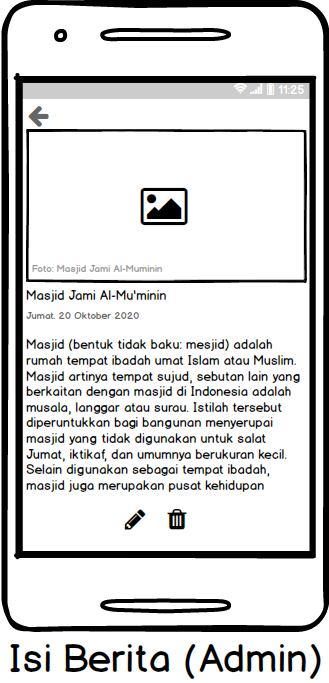 11:25
Foto: Masjid Jami Al-Muminin
Masjid Jami Al-Mu'minin
Jumat. 20 Oktober 2020
Masjid (bentuk tidak baku: mesjid) adalah
rumah tempat ibadah umat Islam atau Muslim.
Masjid artinya tempat sujud, sebutan lain yang
berkaitan dengan masjid di Indonesia adalah
musala, langgar atau surau. Istilah tersebut
diperuntukkan bagi bangunan menyerupai
masjid yang tidak digunakan untuk salat
Jumat, iktikaf, dan umumnya berukuran kecil.
Selain digunakan sebagai tempat ibadah,
masjid juga merupakan pusat kehidupan
Isi Berita (Admin)